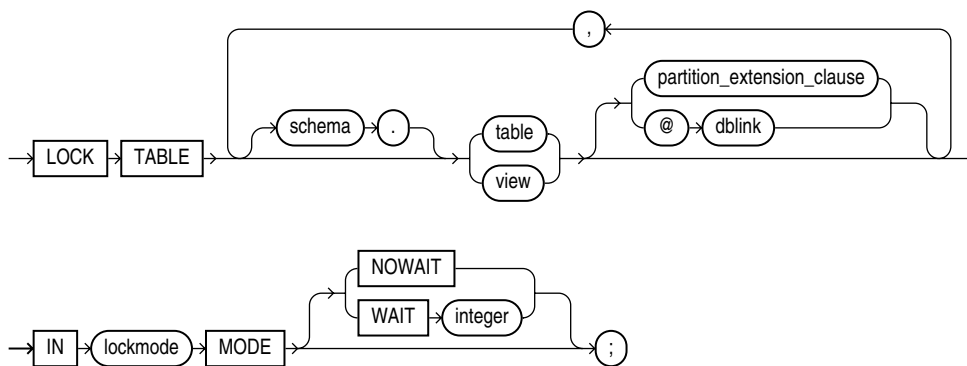 ,
partition_extension_clause
schema . table @ dblink
LOCK TABLE view
NOWAIT
WAIT integer
IN lockmode MODE ;